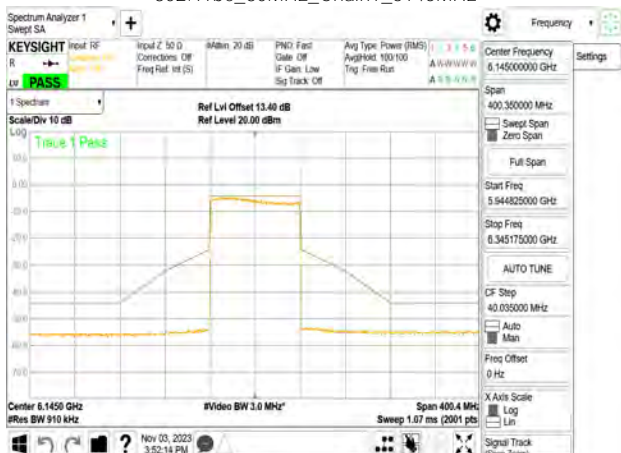 Spectrum Analyzer 1
Swept SA
+
Frequency
KEYSIGHT Input: RF
Input Z: 50 Ω
#Atten: 20 dB
PNO: Fast
Avg Type: Power (RMS)
R
Corrections: Off
Gate: Off
Avg|Hold: 100/100
Freq Ref: Int (S)
IF Gain: Low
Trig: Free Run
Sig Track: Off
PASS
Center Frequency
6.145000000 GHz
Settings
Span
400.350000 MHz
Swept Span
Zero Span
Full Span
Start Freq
5.944825000 GHz
Stop Freq
6.345175000 GHz
AUTO TUNE
CF Step
40.035000 MHz
Auto
Man
Freq Offset
0 Hz
X Axis Scale
Log
Lin
Signal Track
1 Spectrum
Scale/Div 10 dB
Ref Lvl Offset 13.40 dB
Ref Level 20.00 dBm
Log
Trace 1 Pass
Center 6.1450 GHz
#Video BW 3.0 MHz*
Span 400.4 MHz
#Res BW 910 kHz
Sweep 1.07 ms (2001 pts
?
Nov 03, 2023
3:52:14 PM